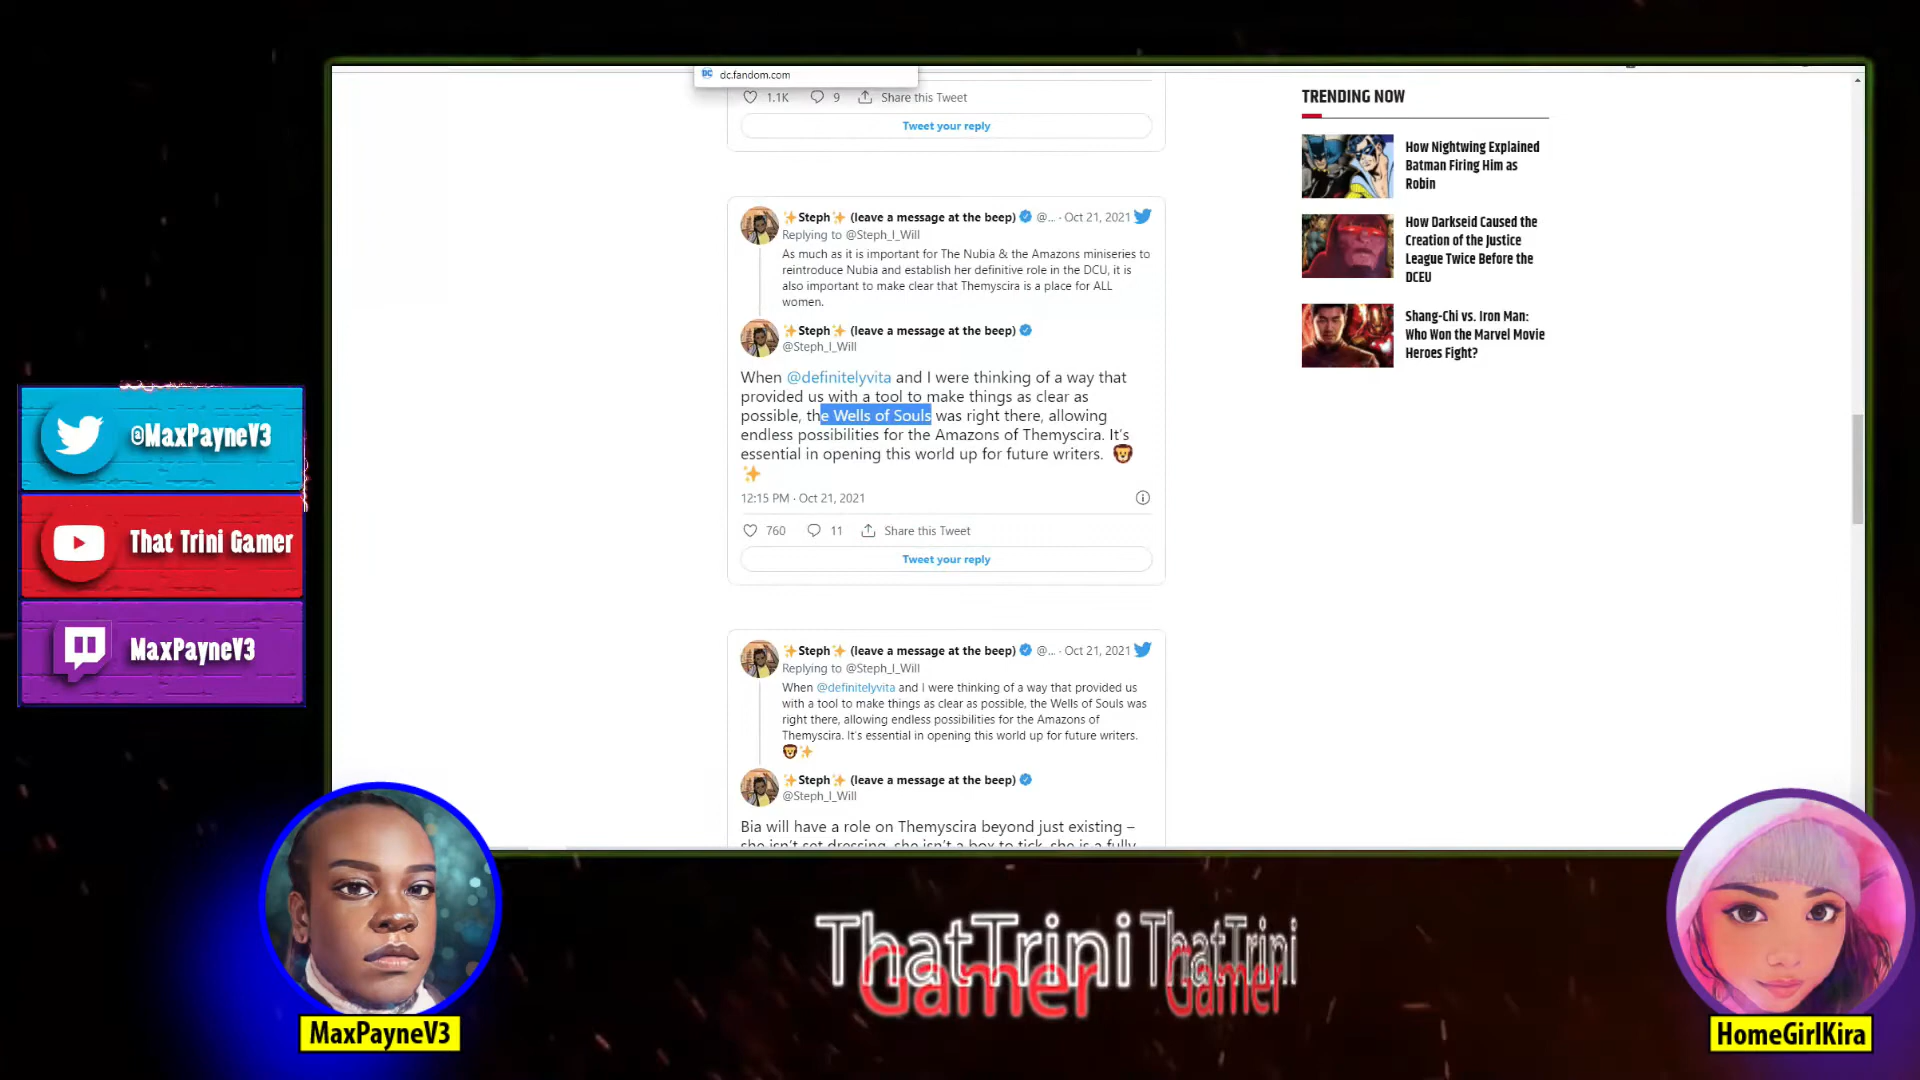 dc.fandom.com
1.1K 9 Share this Tweet
Tweet your reply
Steph (leave a message at the beep) @... · Oct 21, 2021
Replying to @Steph_I_Will
As much as it is important for The Nubia & the Amazons miniseries to
reintroduce Nubia and establish her definitive role in the DCU, it is
also important to make clear that Themyscira is a place for ALL
women.
Steph (leave a message at the beep)
@Steph_I_Will
When @definitelyvita and I were thinking of a way that
provided us with a tool to make things as clear as
possible, the Wells of Souls was right there, allowing
endless possibilities for the Amazons of Themyscira. It's
essential in opening this world up for future writers.
12:15 PM · Oct 21, 2021
760 11 Share this Tweet
Tweet your reply
Steph (leave a message at the beep) @... · Oct 21, 2021
Replying to @Steph_I_Will
When @definitelyvita and I were thinking of a way that provided us
with a tool to make things as clear as possible, the Wells of Souls was
right there, allowing endless possibilities for the Amazons of
Themyscira. It's essential in opening this world up for future writers.
Steph (leave a message at the beep)
@Steph_I_Will
Bia will have a role on Themyscira beyond just existing –
she isn't set dressing, she isn't a box to tick, she is a fully
TRENDING NOW
How Nightwing Explained
Batman Firing Him as
Robin
How Darkseid Caused the
Creation of the Justice
League Twice Before the
DCEU
Shang-Chi vs. Iron Man:
Who Won the Marvel Movie
Heroes Fight?
@MaxPayneV3
That Trini Gamer
MaxPayneV3
MaxPayneV3
ThatTrini
Gamer
ThatTrini
Gamer
HomeGirlKira